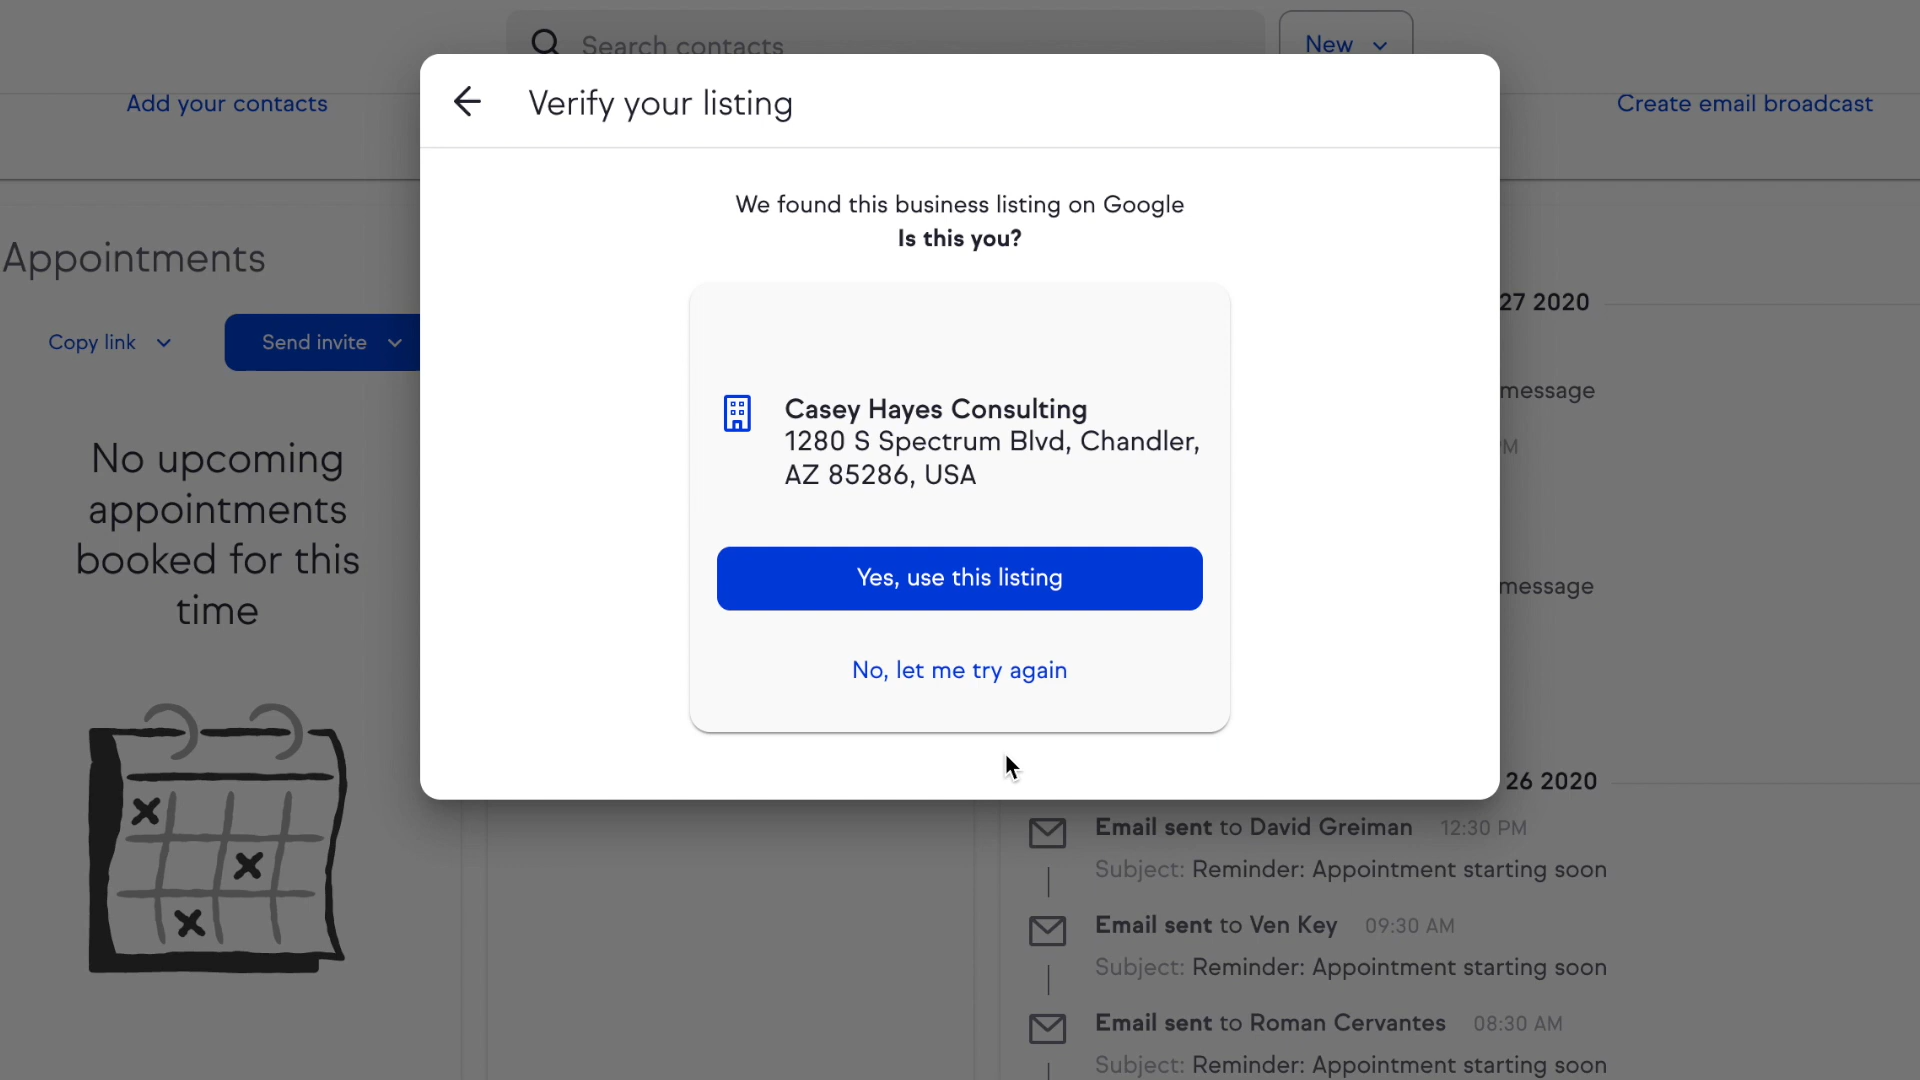 Search contacts
New
Add your contacts
Create email broadcast
Verify your listing
We found this business listing on Google
Is this you?
Casey Hayes Consulting
1280 S Spectrum Blvd, Chandler,
AZ 85286, USA
Yes, use this listing
No, let me try again
Appointments
Copy link
Send invite
No upcoming
appointments
booked for this
time
27 2020
message
message
26 2020
Email sent to David Greiman 12:30 PM
Subject: Reminder: Appointment starting soon
Email sent to Ven Key 09:30 AM
Subject: Reminder: Appointment starting soon
Email sent to Roman Cervantes 08:30 AM
Subject: Reminder: Appointment starting soon